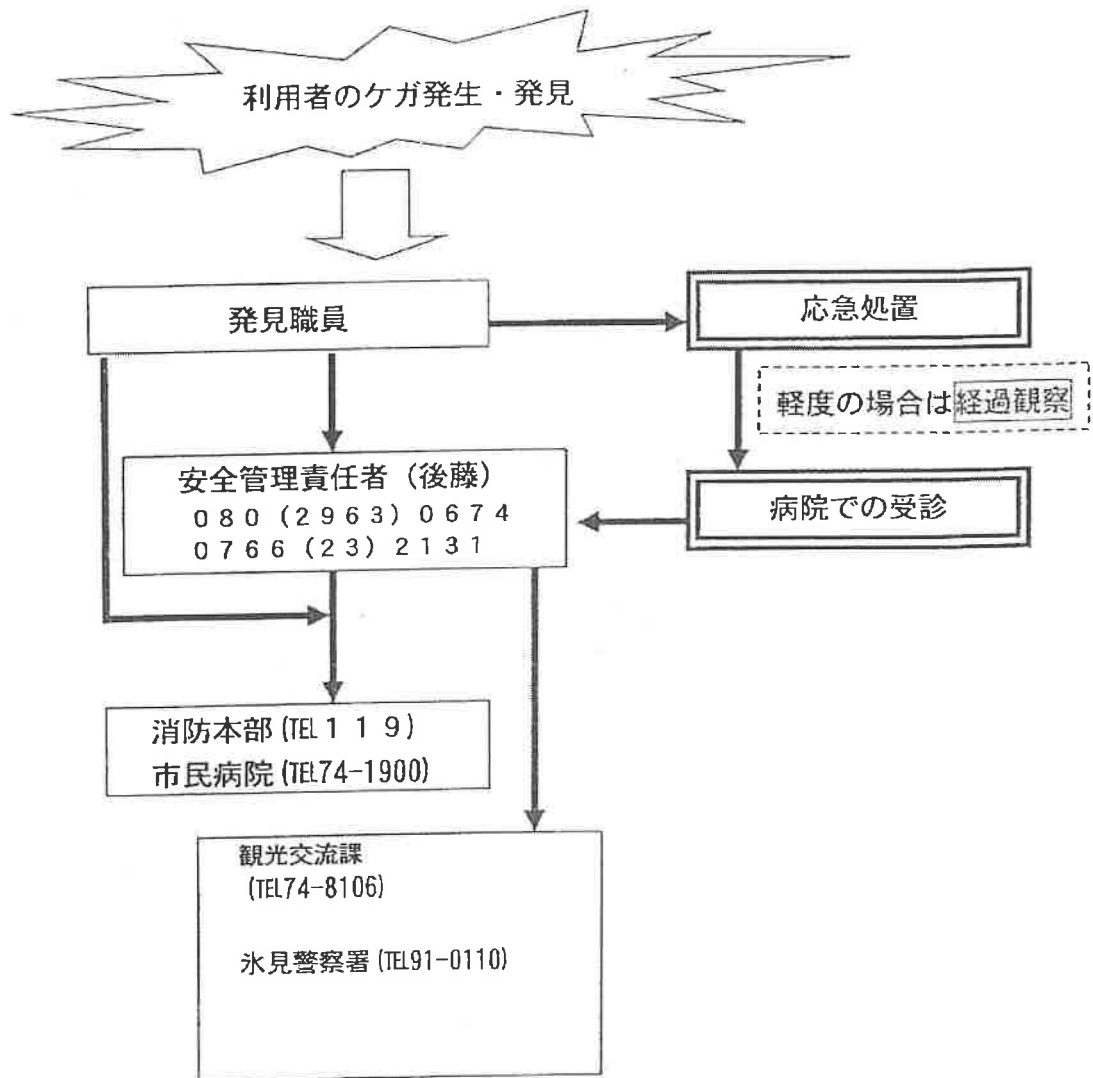 利用者のケガ発生・発見
発見職員
応急処置
軽度の場合は経過観察
安全管理責任者（後藤）
０８０（２９６３）０６７４
０７６６（２３）２１３１
病院での受診
消防本部(℡１１９)
市民病院(℡74-1900)
観光交流課
(℡74-8106)
氷見警察署(℡91-0110)